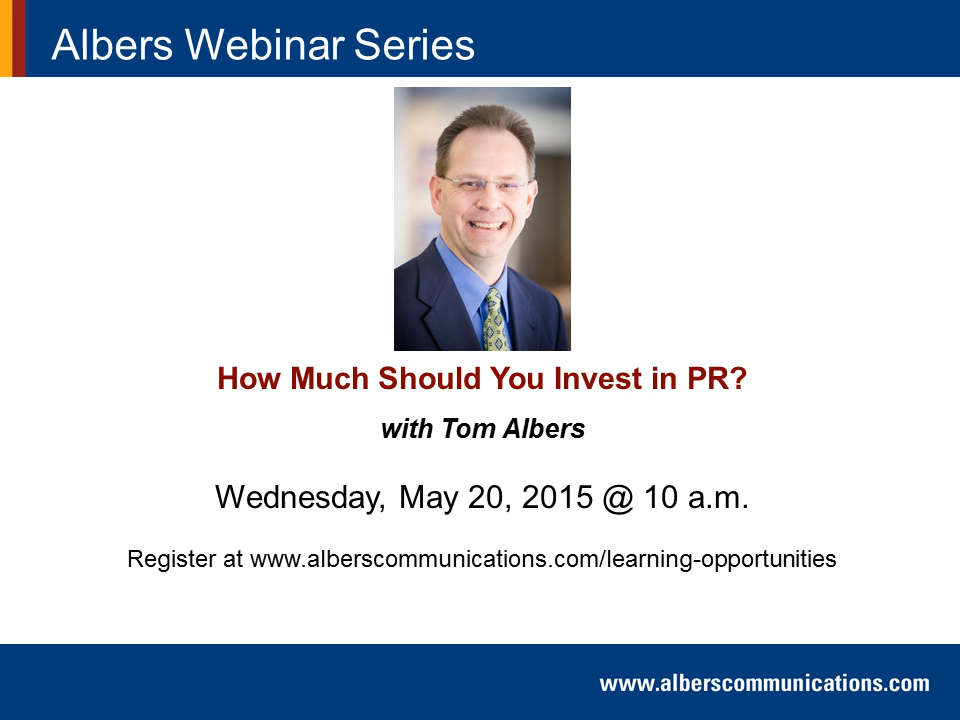 Albers Webinar Series
How Much Should You Invest in PR?
with Tom Albers
Wednesday, May 20, 2015 @ 10 a.m.
Register at www.alberscommunications.com/learning-opportunities
www.alberscommunications.com